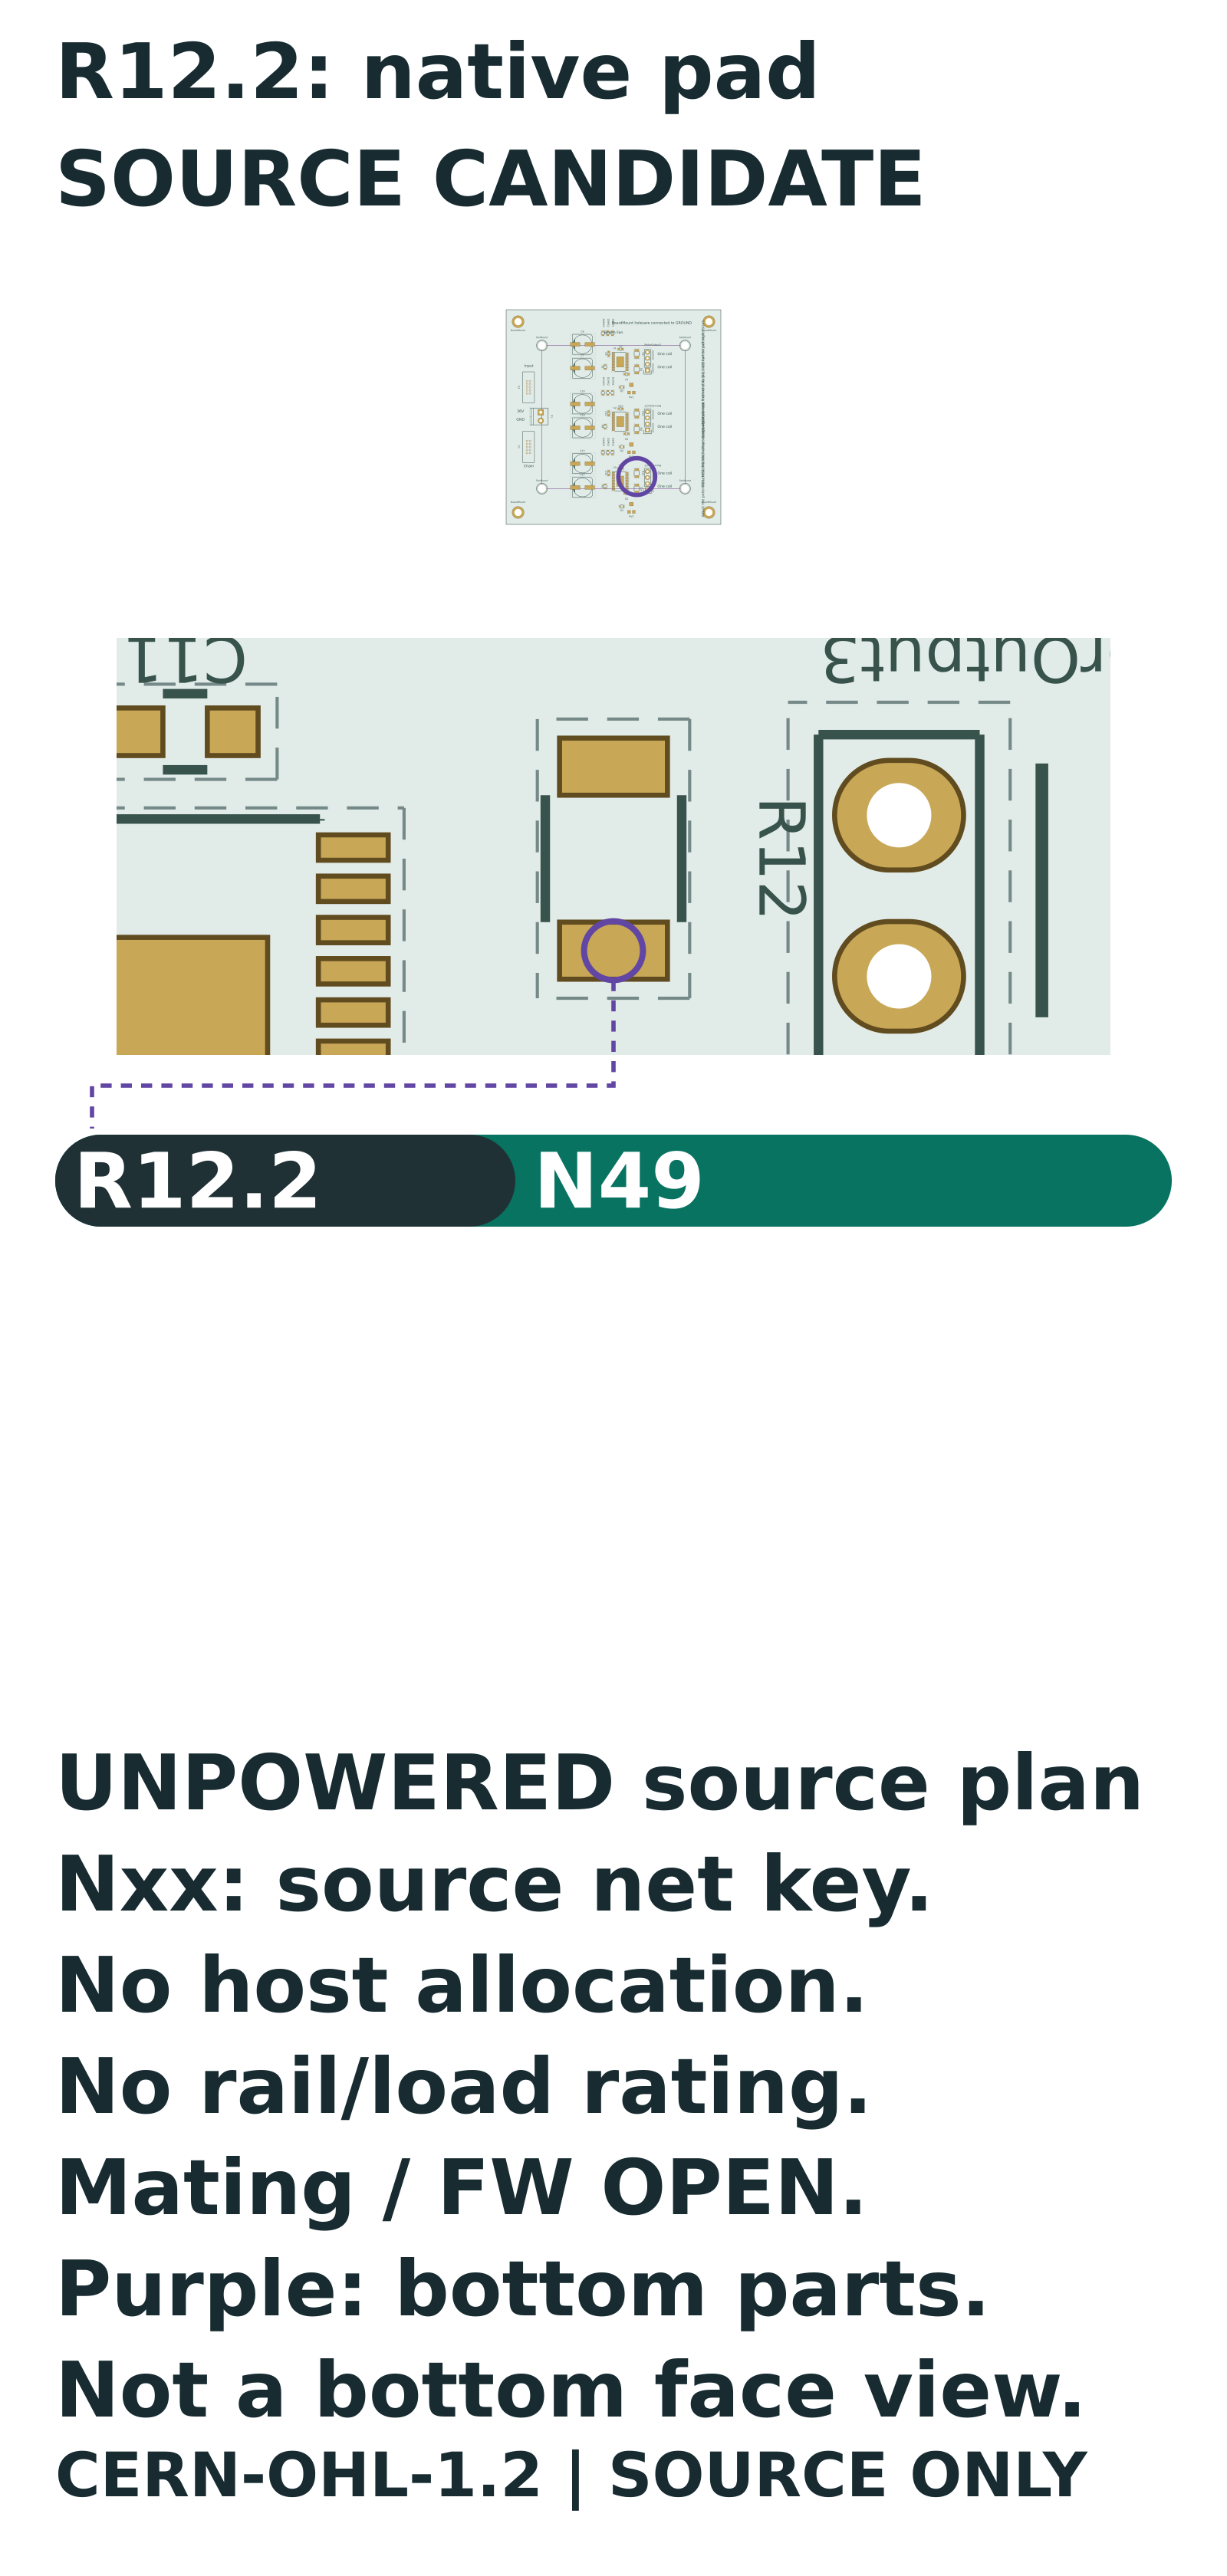 R12.2: native pad
SOURCE CANDIDATE
C11
rOutput3
R12
R12.2 N49
UNPOWERED source plan
Nxx: source net key.
No host allocation.
No rail/load rating.
Mating / FW OPEN.
Purple: bottom parts.
Not a bottom face view.
CERN-OHL-1.2 | SOURCE ONLY